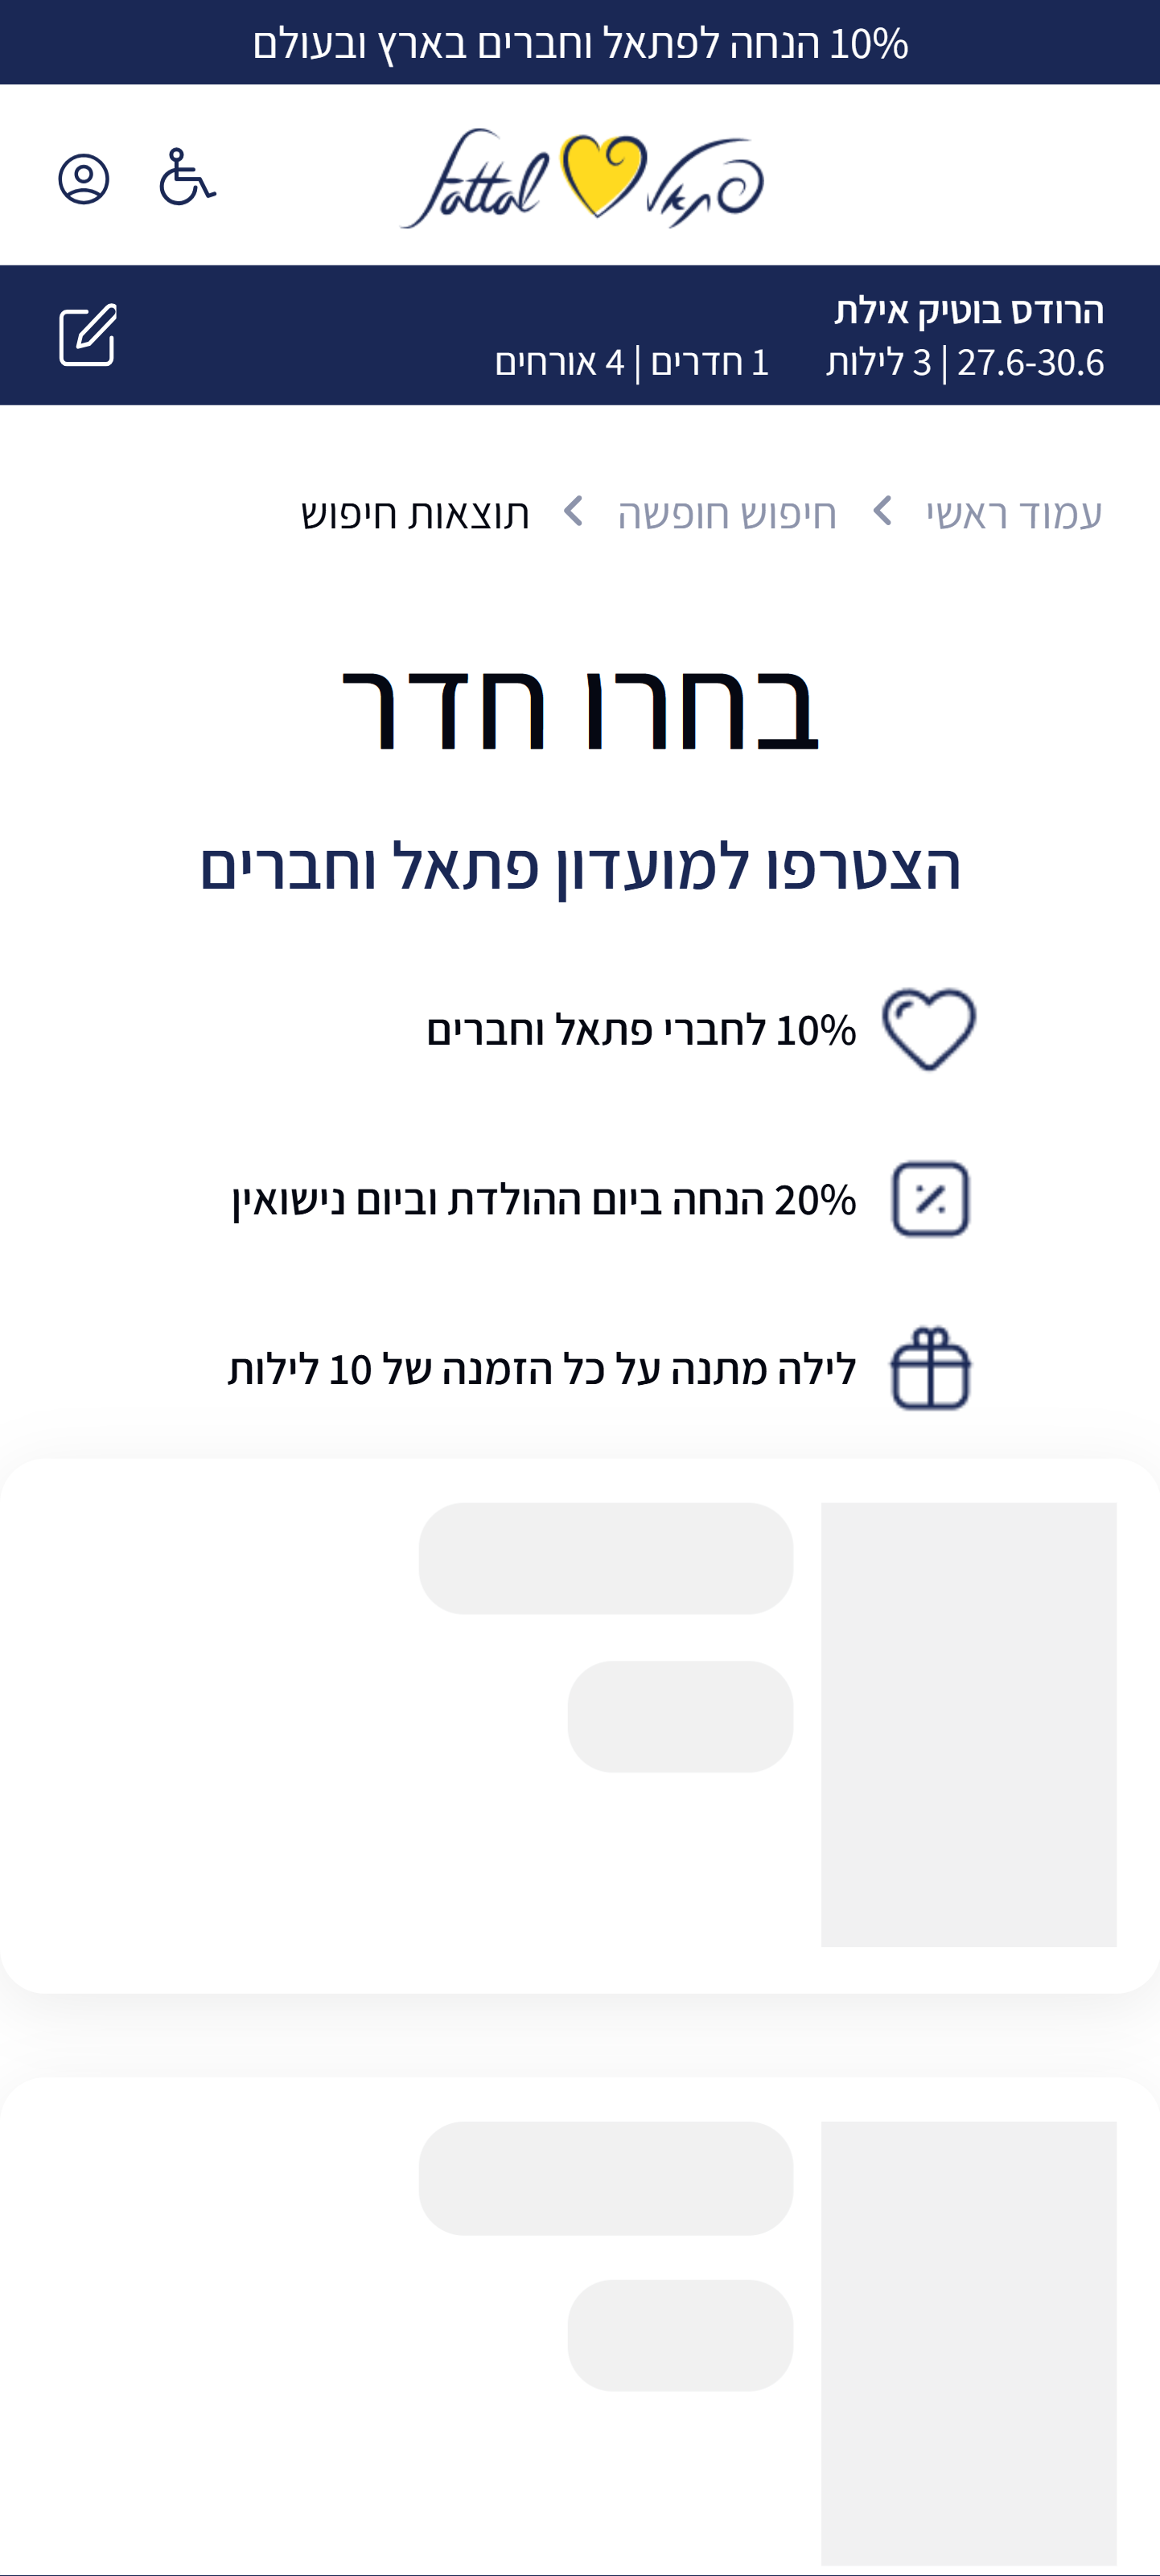 10% הנחה לפתאל וחברים בארץ ובעולם
fattal פתאל
הרודס בוטיק אילת
27.6-30.6 | 3 לילות 1 חדרים | 4 אורחים
עמוד ראשי חיפוש חופשה תוצאות חיפוש
בחרו חדר
הצטרפו למועדון פתאל וחברים
10% לחברי פתאל וחברים
20% הנחה ביום ההולדת וביום נישואין
לילה מתנה על כל הזמנה של 10 לילות